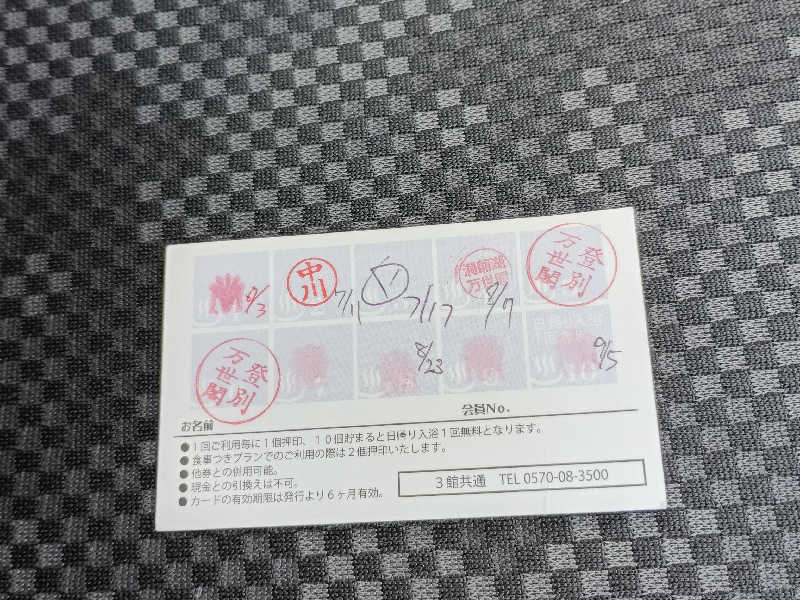 6/3 中川 7/11 7/17 洞爺湖万世閣 8/7 登別万世閣
登別万世閣 8/23 9/5
お名前 会員No.
●1回ご利用毎に1個押印、10個貯まると日帰り入浴1回無料となります。
●食事つきプランでのご利用の際は2個押印いたします。
●他券との併用可能。
●現金との引換えは不可。
●カードの有効期限は発行より6ヶ月有効。
3館共通 TEL 0570-08-3500